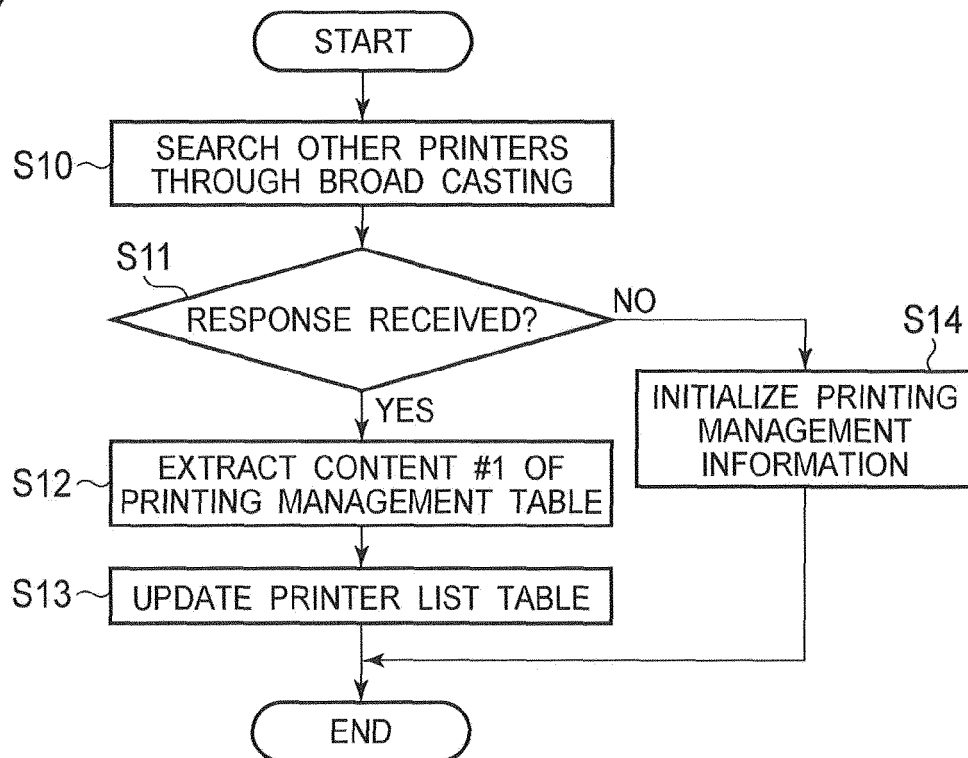 START
S10
SEARCH OTHER PRINTERS
THROUGH BROAD CASTING
S11
RESPONSE RECEIVED?
NO
YES
S14
INITIALIZE PRINTING
MANAGEMENT
INFORMATION
S12
EXTRACT CONTENT #1 OF
PRINTING MANAGEMENT TABLE
S13
UPDATE PRINTER LIST TABLE
END